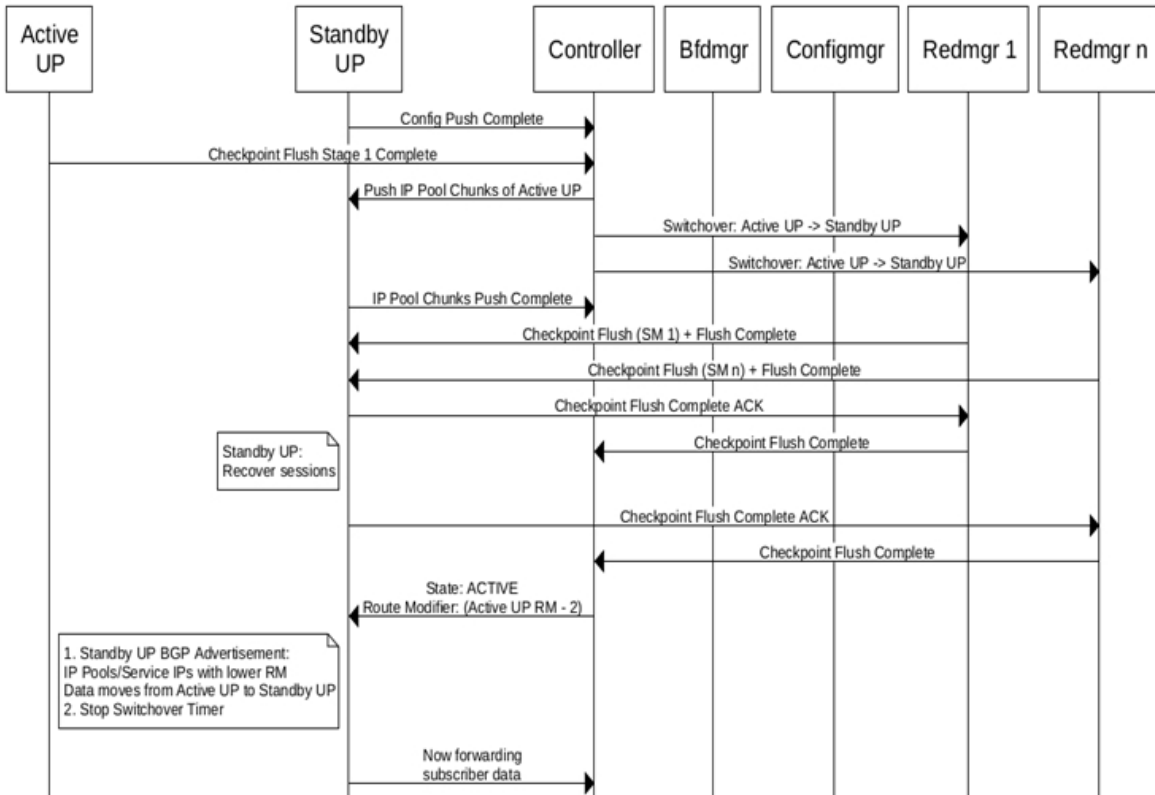 Active
UP
Standby
UP
Controller
Bfdmgr
Configmgr
Redmgr 1
Redmgr n
Config Push Complete
Checkpoint Flush Stage 1 Complete
Push IP Pool Chunks of Active UP
Switchover: Active UP -> Standby UP
Switchover: Active UP -> Standby UP
IP Pool Chunks Push Complete
Checkpoint Flush (SM 1) + Flush Complete
Checkpoint Flush (SM n) + Flush Complete
Checkpoint Flush Complete ACK
Checkpoint Flush Complete
Standby UP:
Recover sessions
Checkpoint Flush Complete ACK
Checkpoint Flush Complete
State: ACTIVE
Route Modifier: (Active UP RM - 2)
1. Standby UP BGP Advertisement:
IP Pools/Service IPs with lower RM
Data moves from Active UP to Standby UP
2. Stop Switchover Timer
Now forwarding
subscriber data